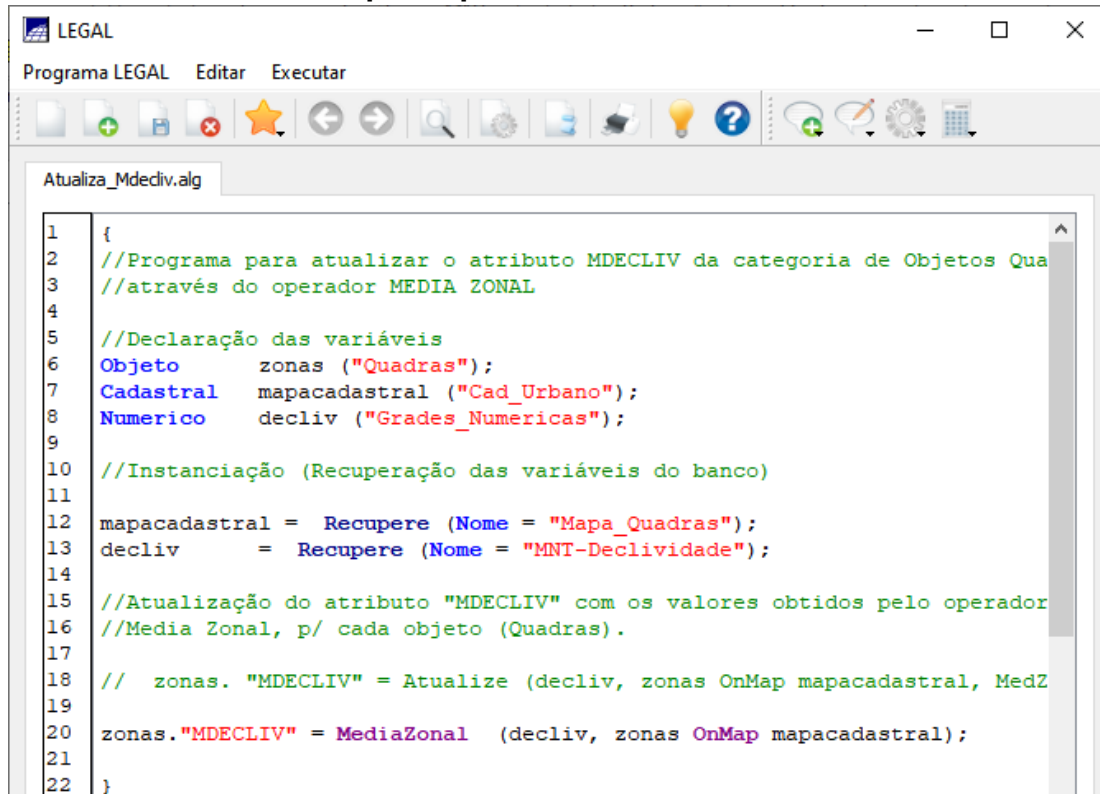 LEGAL
Programa LEGAL Editar Executar
Atualiza_Mdecliv.alg
1 {
2 //Programa para atualizar o atributo MDECLIV da categoria de Objetos Qua
3 //através do operador MEDIA ZONAL
4
5 //Declaração das variáveis
6 Objeto zonas ("Quadras");
7 Cadastral mapacadastral ("Cad_Urbano");
8 Numerico decliv ("Grades_Numericas");
9
10 //Instanciação (Recuperação das variáveis do banco)
11
12 mapacadastral = Recupere (Nome = "Mapa_Quadras");
13 decliv = Recupere (Nome = "MNT-Declividade");
14
15 //Atualização do atributo "MDECLIV" com os valores obtidos pelo operador
16 //Media Zonal, p/ cada objeto (Quadras).
17
18 // zonas. "MDECLIV" = Atualize (decliv, zonas OnMap mapacadastral, MedZ
19
20 zonas."MDECLIV" = MediaZonal (decliv, zonas OnMap mapacadastral);
21
22 }